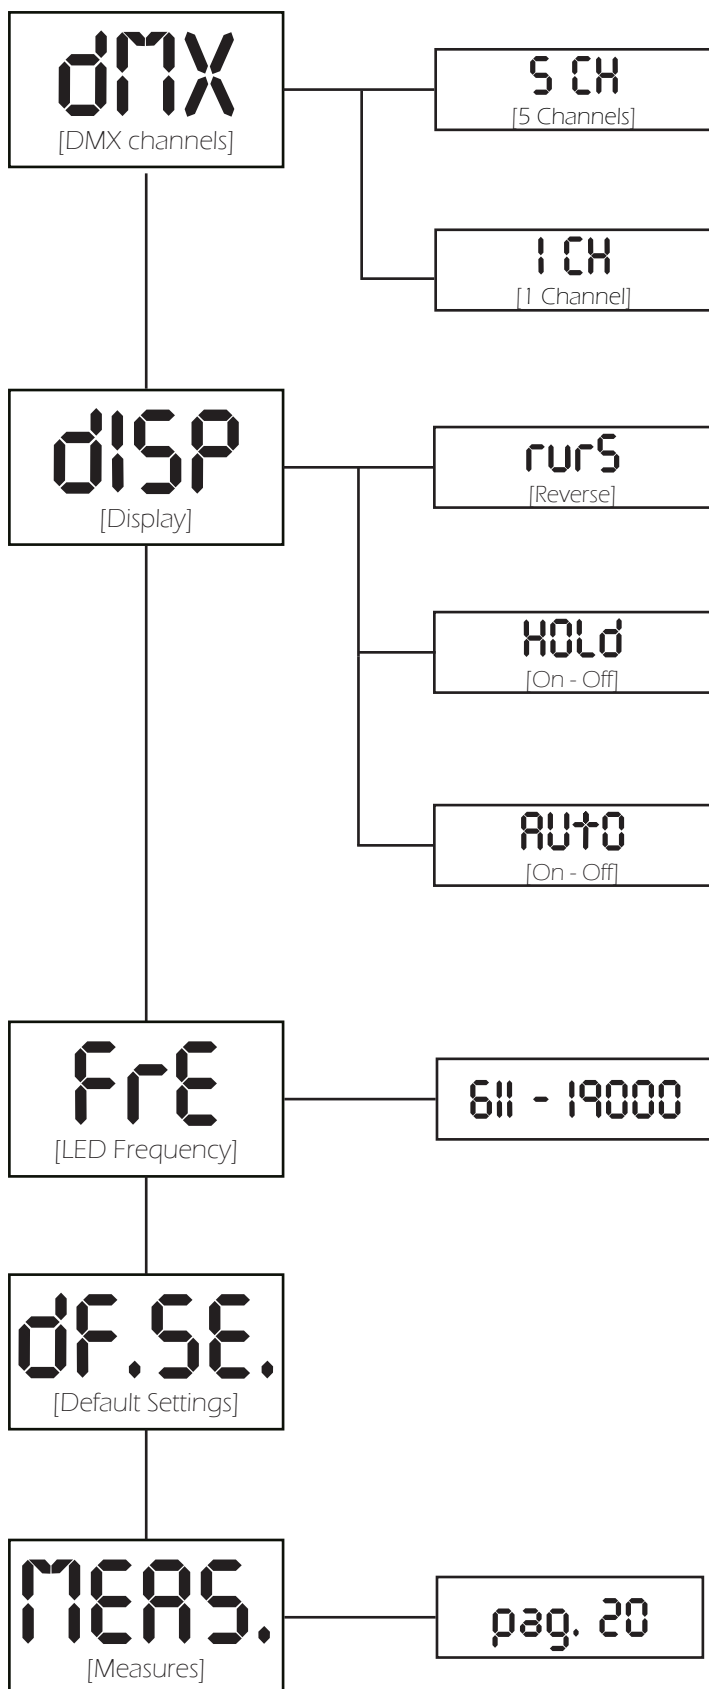 dMX
[DMX channels]
5 CH
[5 Channels]
1 CH
[1 Channel]
dISP
[Display]
rurS
[Reverse]
HOLd
[On - Off]
AUtO
[On - Off]
FrE
[LED Frequency]
611 - 19000
dF.SE.
[Default Settings]
MEAS.
[Measures]
pag. 20